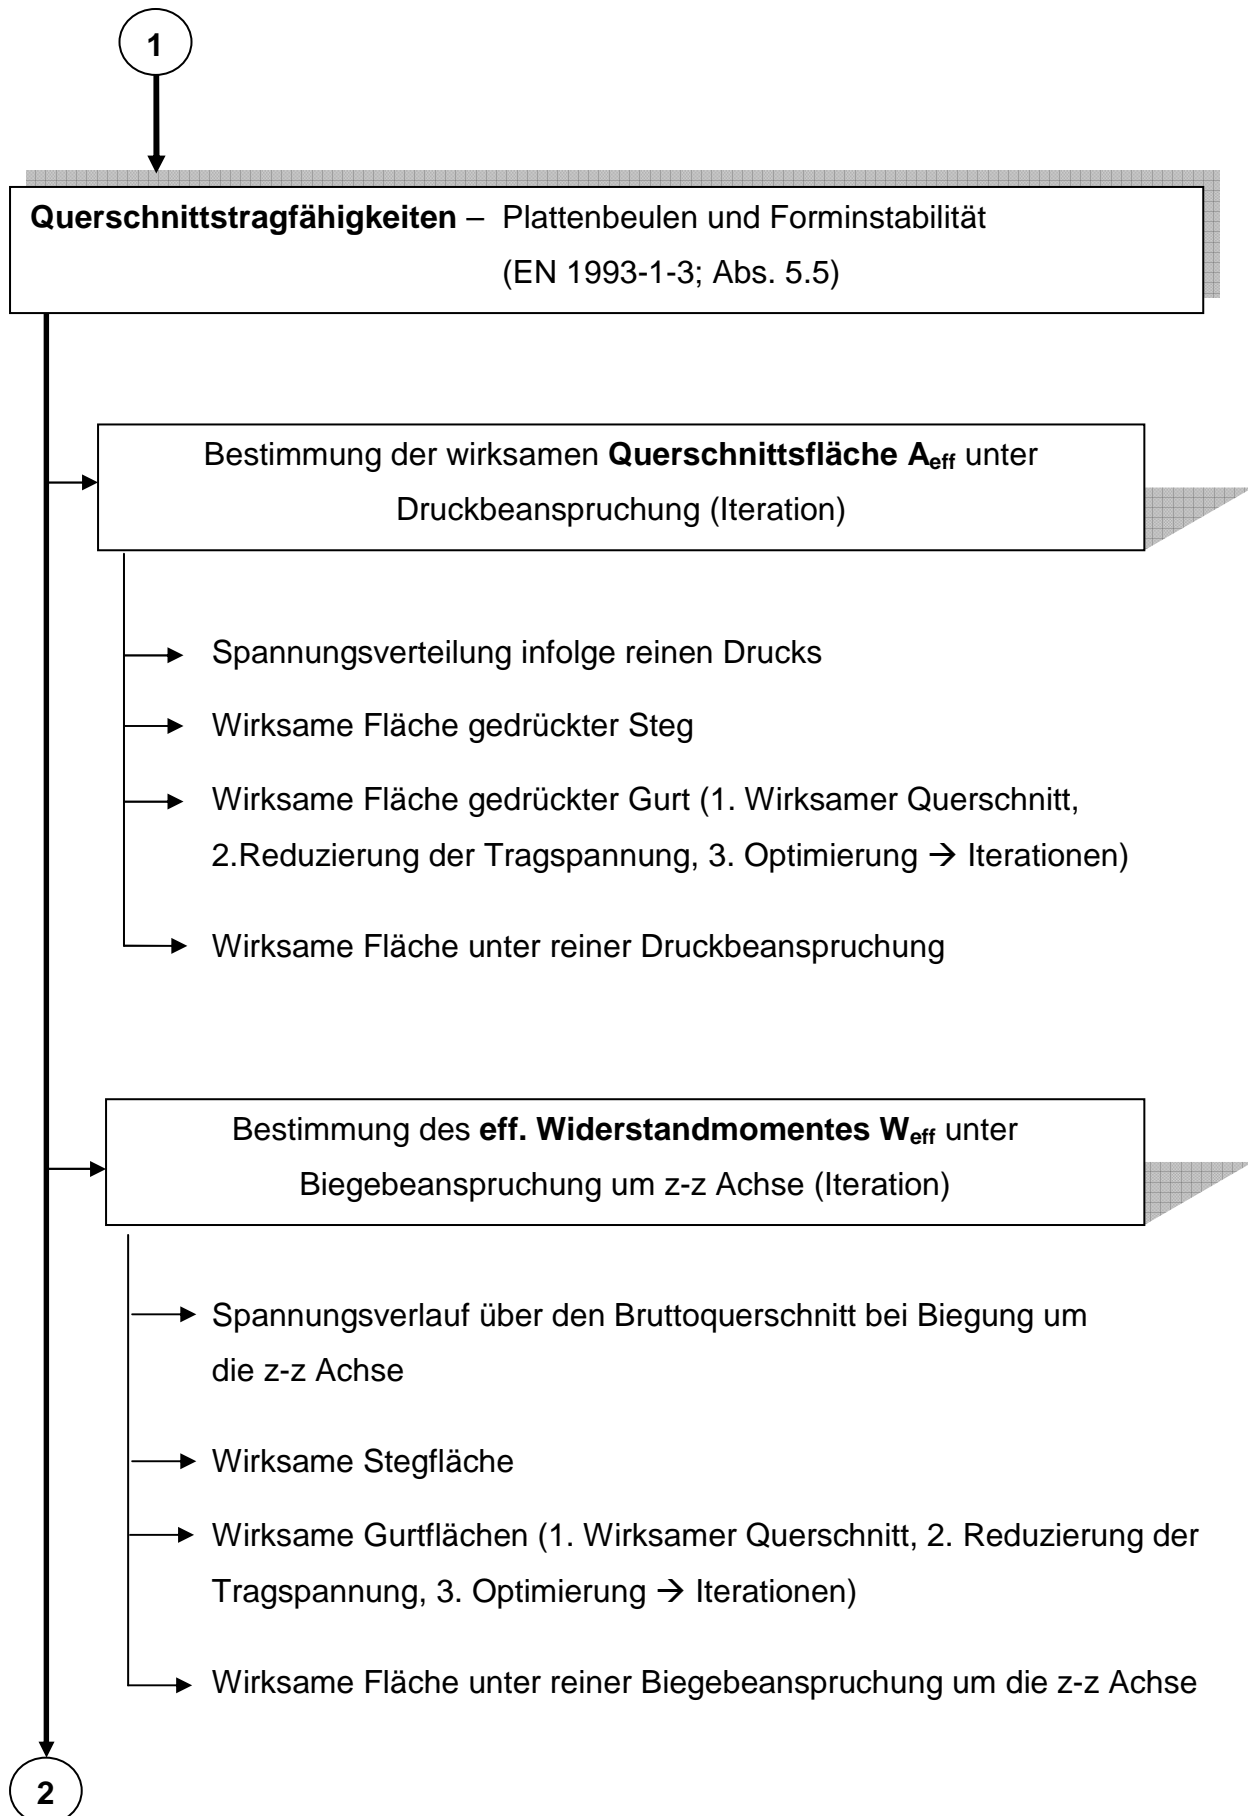 1
Querschnittstragfähigkeiten – Plattenbeulen und Forminstabilität
(EN 1993-1-3; Abs. 5.5)
Bestimmung der wirksamen Querschnittsfläche Aeff unter
Druckbeanspruchung (Iteration)
Spannungsverteilung infolge reinen Drucks
Wirksame Fläche gedrückter Steg
Wirksame Fläche gedrückter Gurt (1. Wirksamer Querschnitt,
2.Reduzierung der Tragspannung, 3. Optimierung → Iterationen)
Wirksame Fläche unter reiner Druckbeanspruchung
Bestimmung des eff. Widerstandmomentes Weff unter
Biegebeanspruchung um z-z Achse (Iteration)
Spannungsverlauf über den Bruttoquerschnitt bei Biegung um
die z-z Achse
Wirksame Stegfläche
Wirksame Gurtflächen (1. Wirksamer Querschnitt, 2. Reduzierung der
Tragspannung, 3. Optimierung → Iterationen)
Wirksame Fläche unter reiner Biegebeanspruchung um die z-z Achse
2